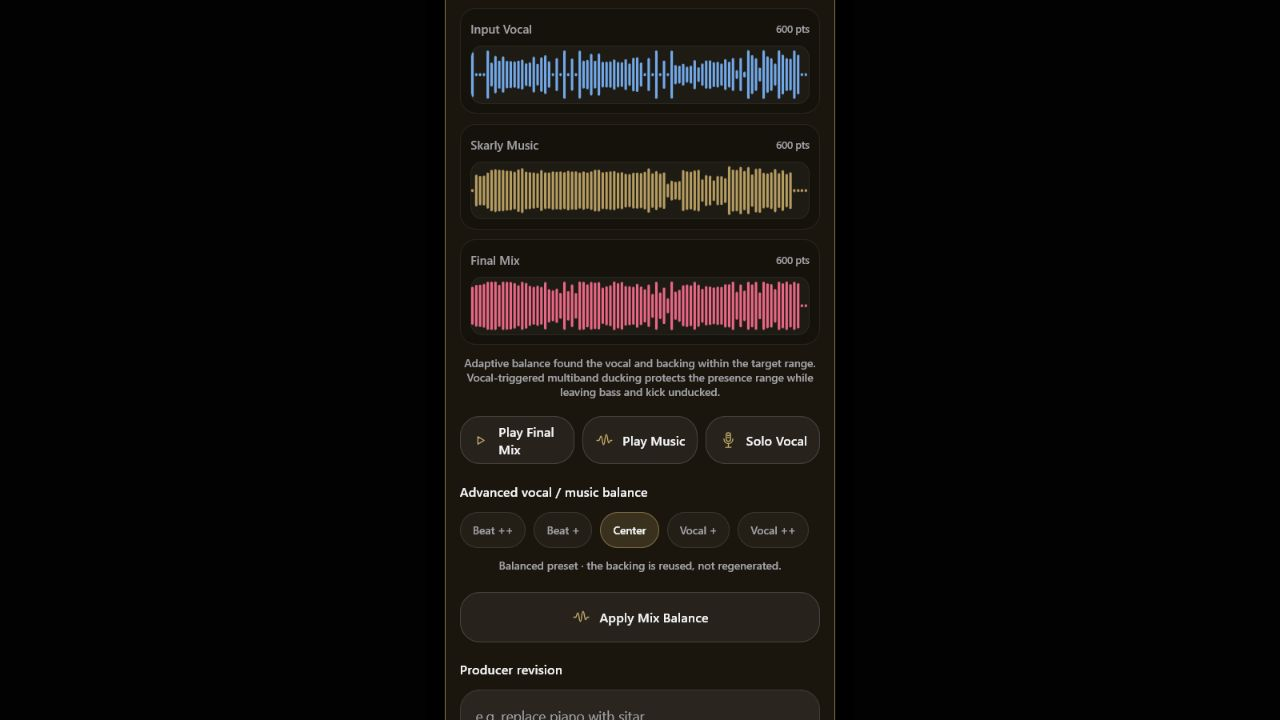 Input Vocal 600 pts
Skarly Music 600 pts
Final Mix 600 pts
Adaptive balance found the vocal and backing within the target range.
Vocal-triggered multiband ducking protects the presence range while
leaving bass and kick unducked.
Play Final
Mix
Play Music
Solo Vocal
Advanced vocal / music balance
Beat ++ Beat + Center Vocal + Vocal ++
Balanced preset · the backing is reused, not regenerated.
Apply Mix Balance
Producer revision
e.g. replace piano with sitar